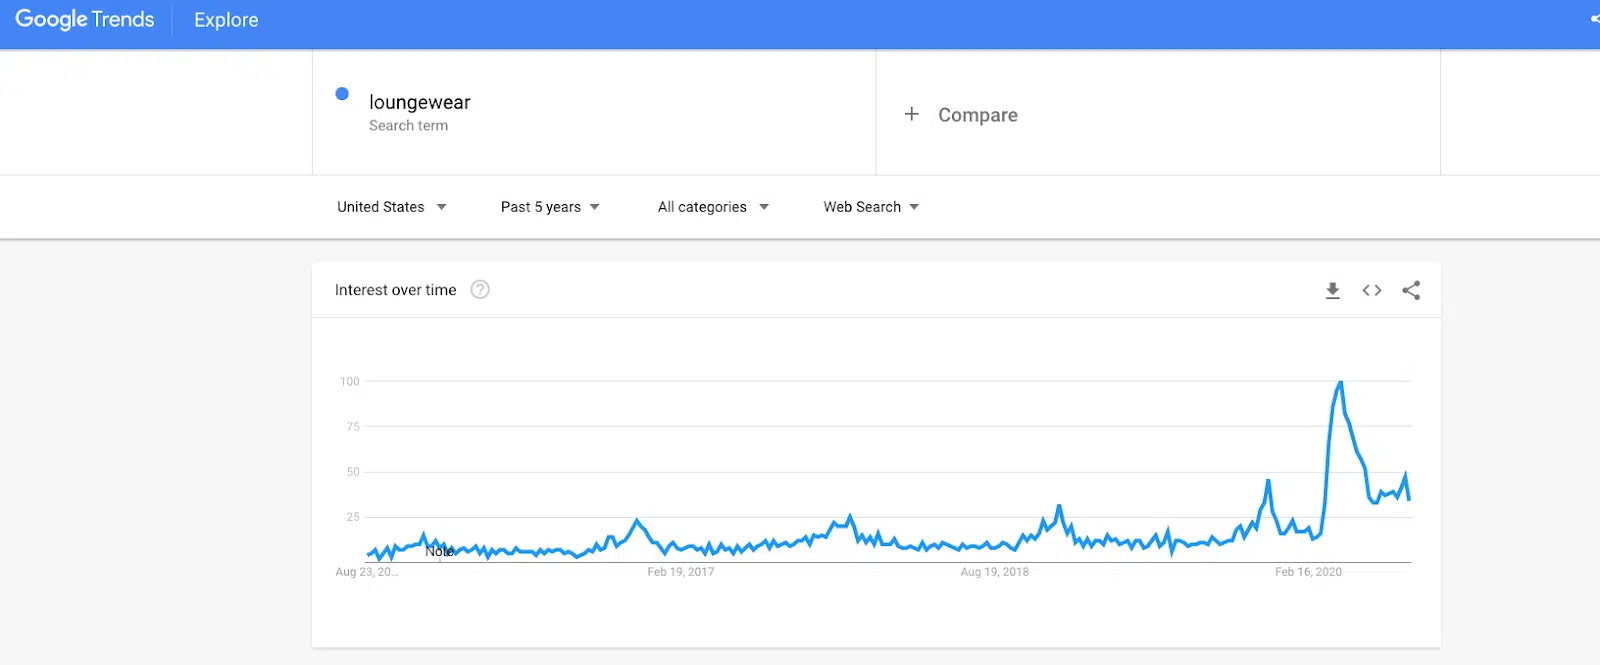 Google Trends Explore
loungewear
Search term
+ Compare
United States Past 5 years All categories Web Search
Interest over time ?
100
75
50
25
Note
Aug 23, 20... Feb 19, 2017 Aug 19, 2018 Feb 16, 2020